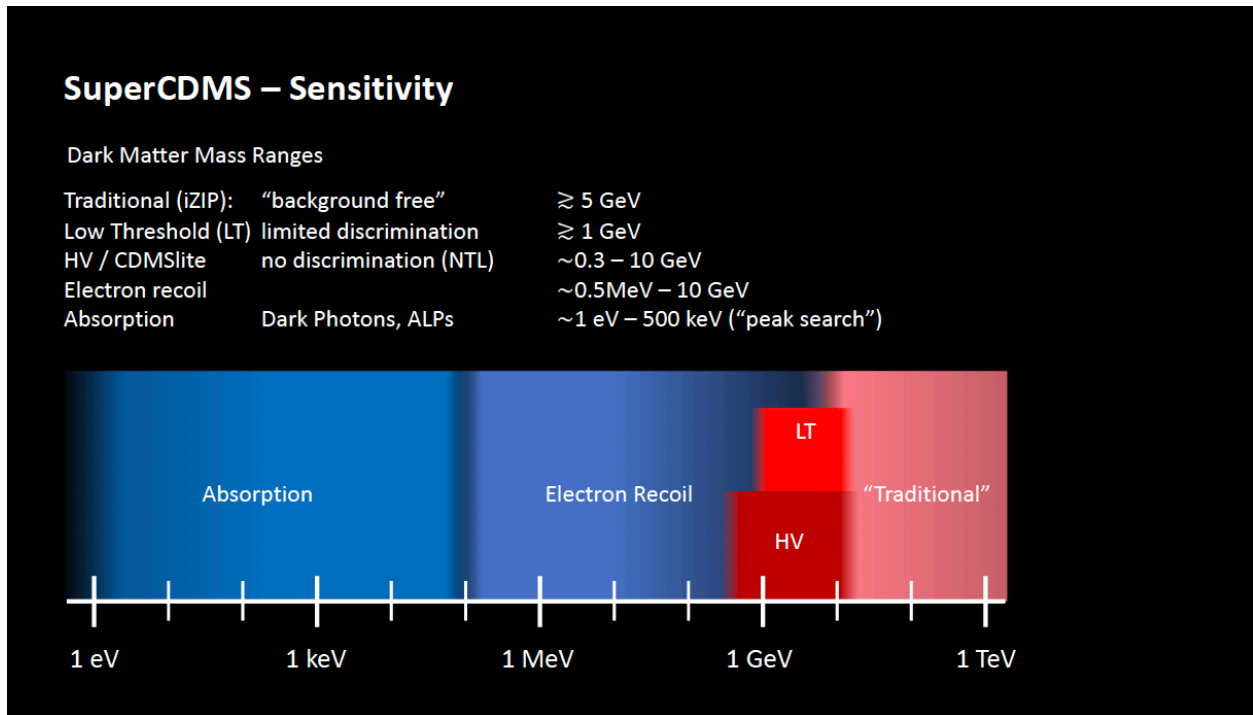 SuperCDMS – Sensitivity
Dark Matter Mass Ranges
Traditional (iZIP): “background free” ≳ 5 GeV
Low Threshold (LT) limited discrimination ≳ 1 GeV
HV / CDMSlite no discrimination (NTL) ~0.3 – 10 GeV
Electron recoil ~0.5MeV – 10 GeV
Absorption Dark Photons, ALPs ~1 eV – 500 keV (“peak search”)
LT
Absorption Electron Recoil “Traditional”
HV
1 eV 1 keV 1 MeV 1 GeV 1 TeV